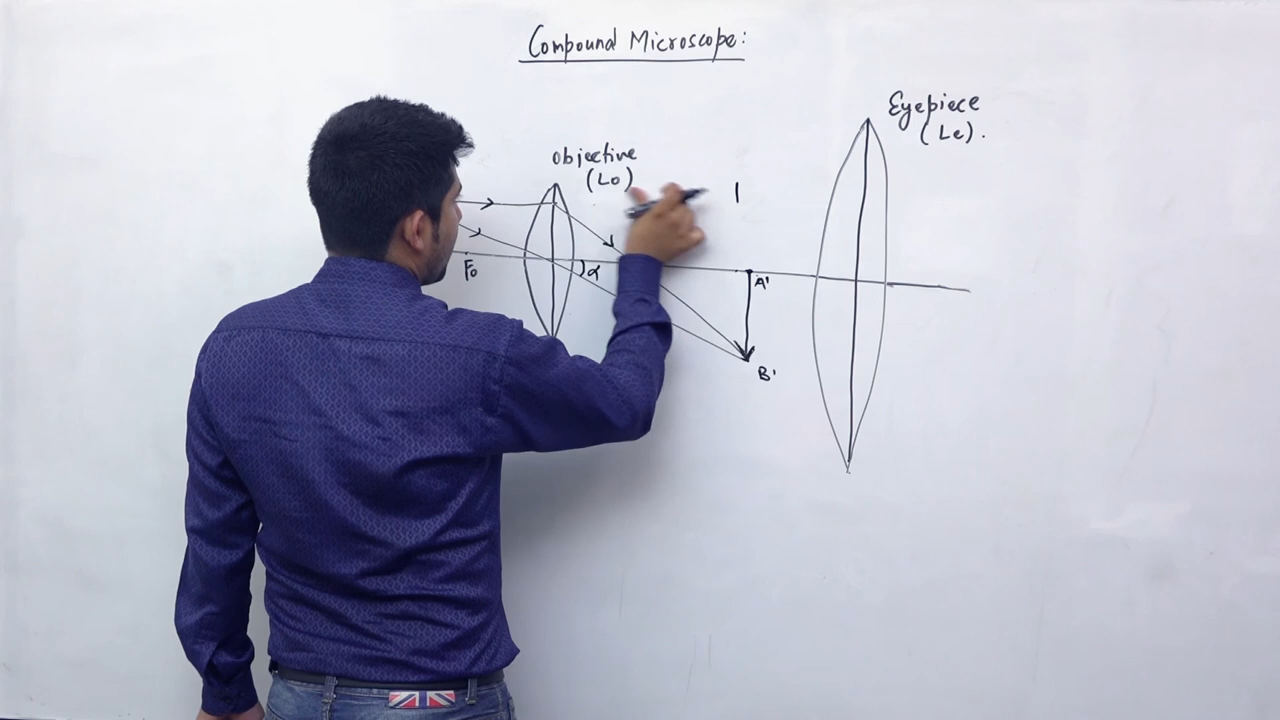 Compound Microscope:
Eyepiece
(Le).
Objective
(Lo)
Fo
α
A'
B'